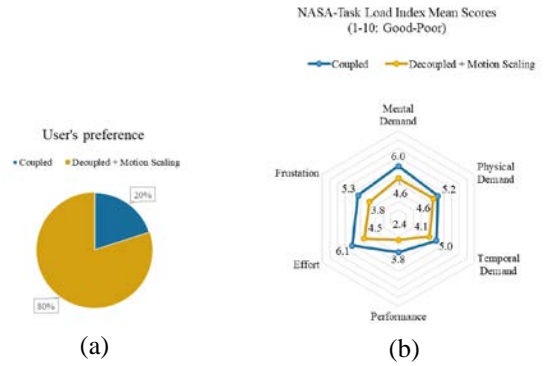 User's preference
Coupled
Decupled + Motion Scaling
20%
80%
(a)
NASA-Task Load Index Mean Scores
(1-10: Good-Poor)
Coupled
Decoupled + Motion Scaling
Mental
Demand
Physical
Demand
Temporal
Demand
Performance
Effort
Frustation
6.0
4.6
5.2
4.6
5.0
4.1
3.8
2.4
6.1
4.5
5.3
3.8
(b)